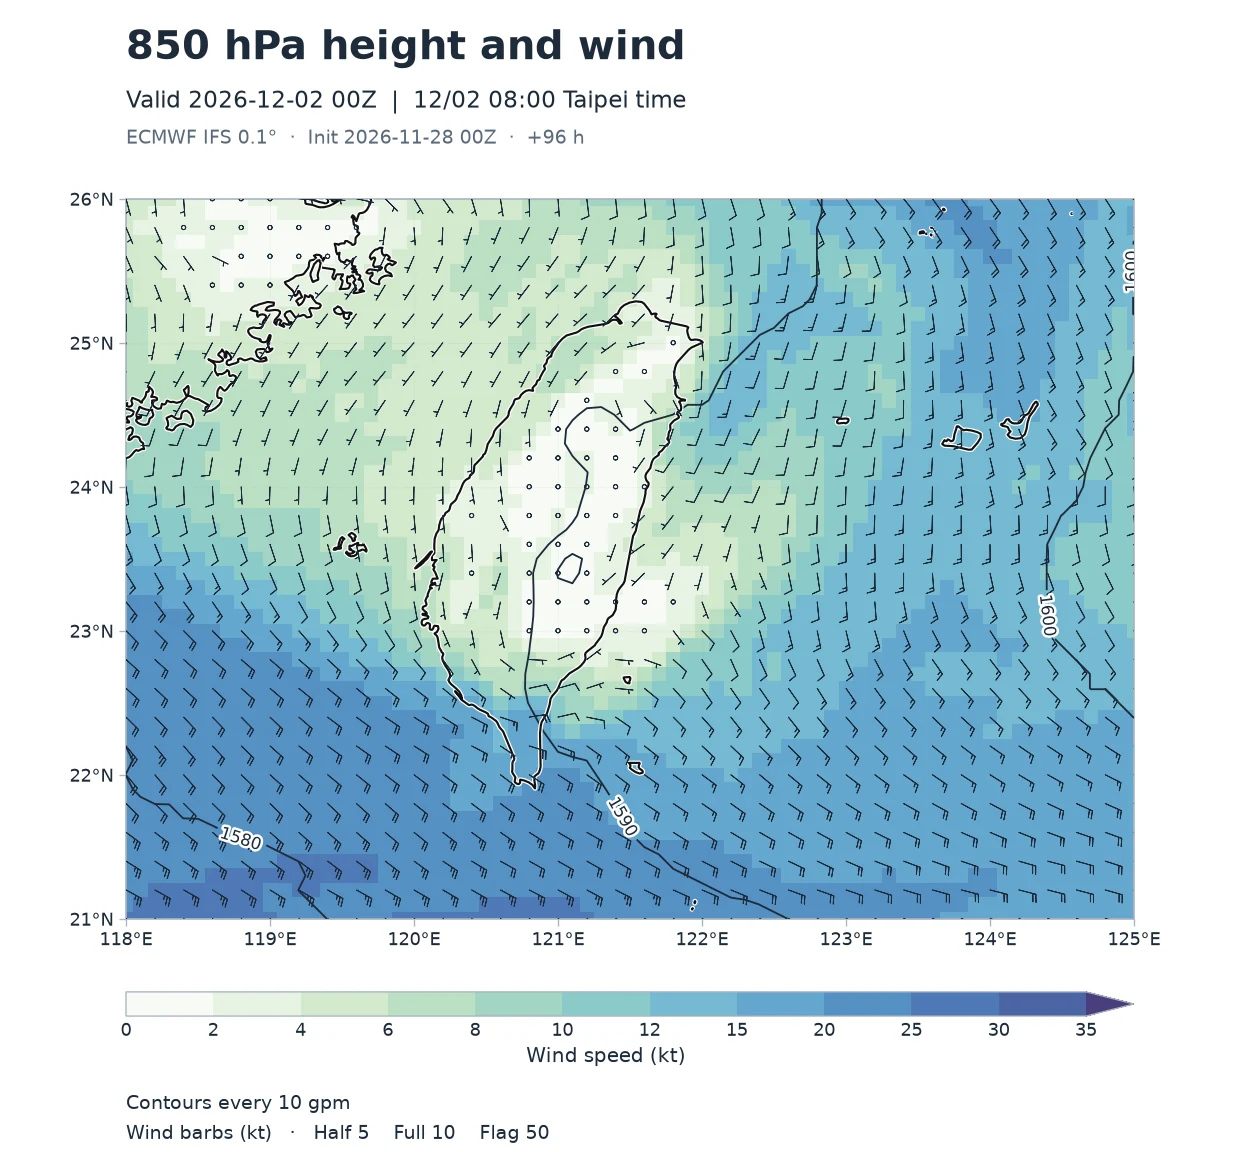 850 hPa height and wind
Valid 2026-12-02 00Z | 12/02 08:00 Taipei time
ECMWF IFS 0.1° · Init 2026-11-28 00Z · +96 h
26°N
1600
25°N
24°N
1600
23°N
22°N
1590
1580
21°N
118°E 119°E 120°E 121°E 122°E 123°E 124°E 125°E
0 2 4 6 8 10 12 15 20 25 30 35
Wind speed (kt)
Contours every 10 gpm
Wind barbs (kt) · Half 5 Full 10 Flag 50